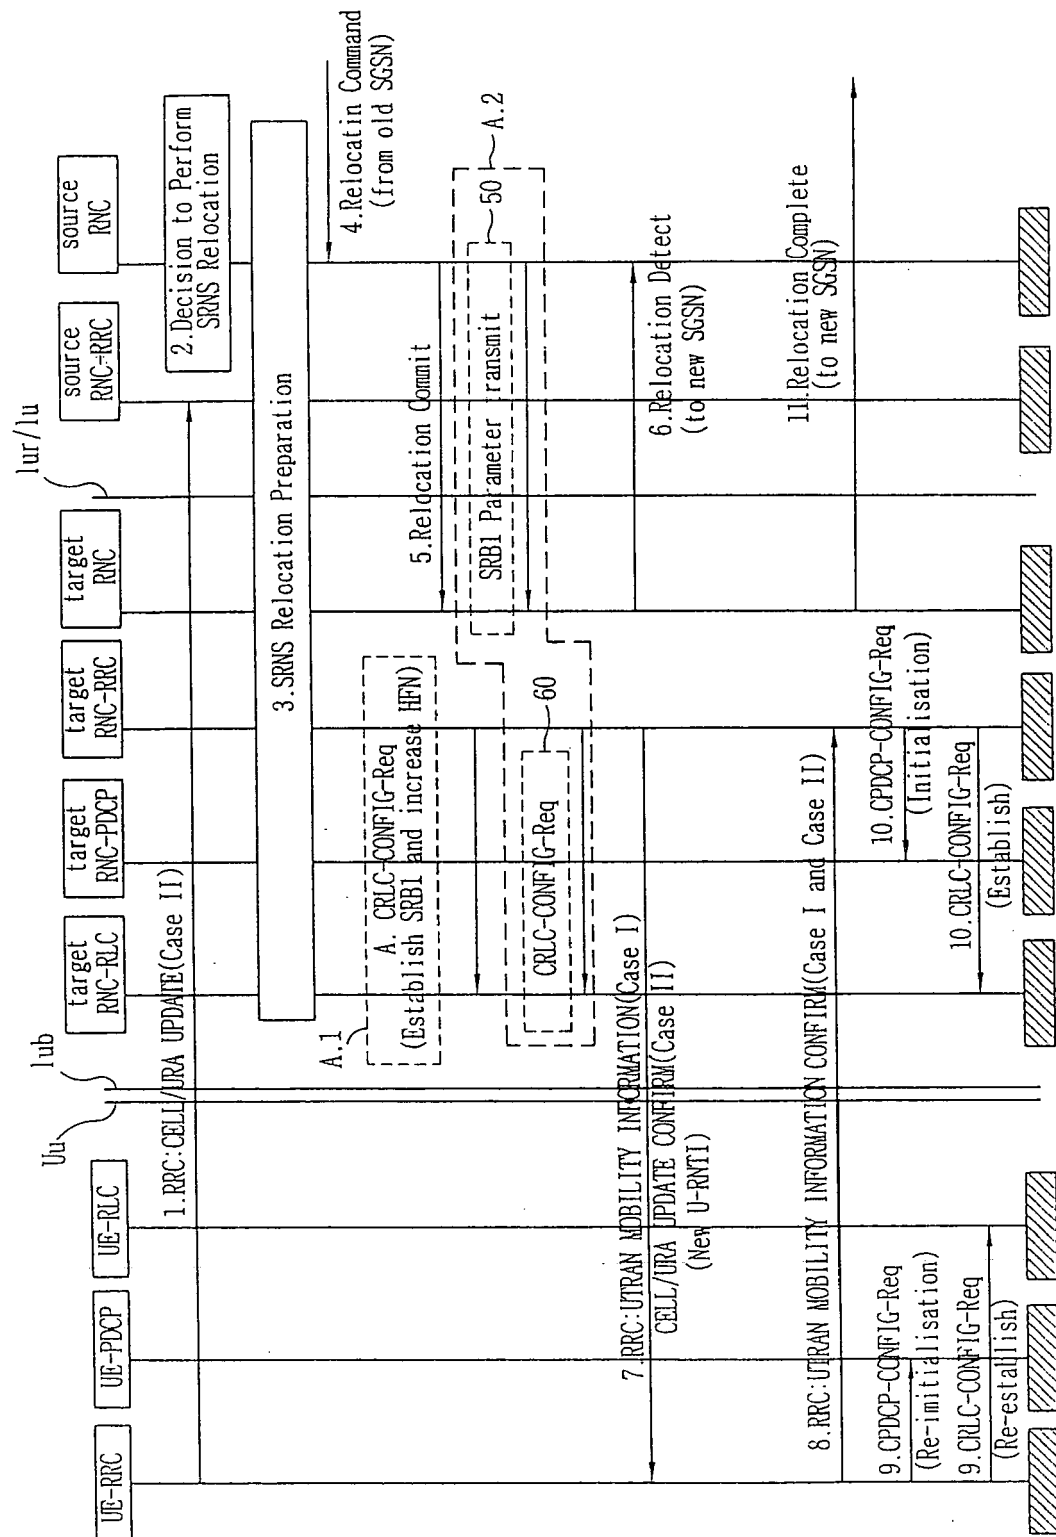 UE-RRC
UE-PDCP
UE-RLC
Uu
lub
target
RNC-RLC
target
RNC-PDCP
target
RNC-RRC
target
RNC
lur/lu
source
RNC-RRC
source
RNC
1.RRC:CELL/URA UPDATE(Case II)
2.Decision to Perform
SRNS Relocation
3.SRNS Relocation Preparation
4.Relocatin Command
(from old SGSN)
A.1
A. CRLC-CONFIG-Req
(Establish SRB1 and increase HFN)
5.Relocation Commit
A.2
50
SRB1 Parameter transmit
60
CRLC-CONFIG-Req
6.Relocation Detect
(to new SGSN)
7.RRC:UTRAN MOBILITY INFORMATION(Case I)
CELL/URA UPDATE CONFIRM(Case II)
(New U-RNTI)
8.RRC:UTRAN MOBILITY INFORMATION CONFIRM(Case I and Case II)
11.Relocation Complete
(to new SGSN)
9.CPDCP-CONFIG-Req
(Re-imitialisation)
10.CPDCP-CONFIG-Req
(Initialisation)
9.CRLC-CONFIG-Req
(Re-establish)
10.CRLC-CONFIG-Req
(Establish)